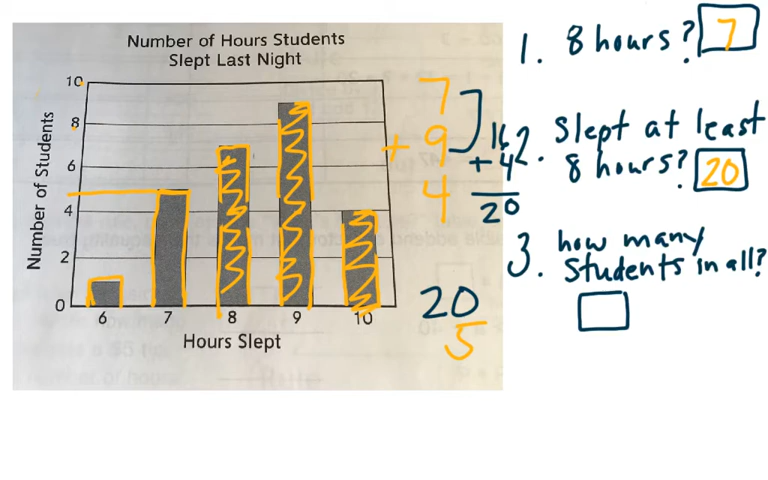 Number of Hours Students
Slept Last Night
Number of Students
10
8
6
4
2
0
6 7 8 9 10
Hours Slept
7
+ 9
4
16
+ 4
20
20
5
1. 8 hours? 7
2. Slept at least
8 hours? 20
3. how many
Students in all?